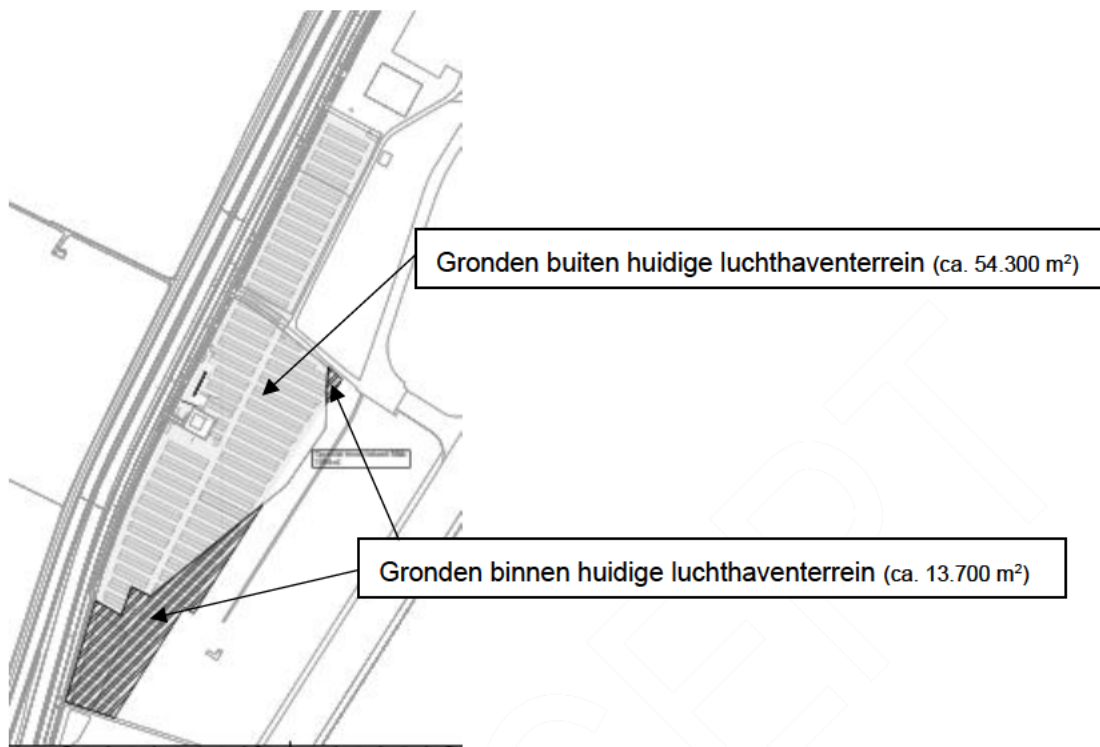 Gronden buiten huidige luchthaventerrein (ca. 54.300 m²)
Gronden binnen huidige luchthaventerrein (ca. 13.700 m²)